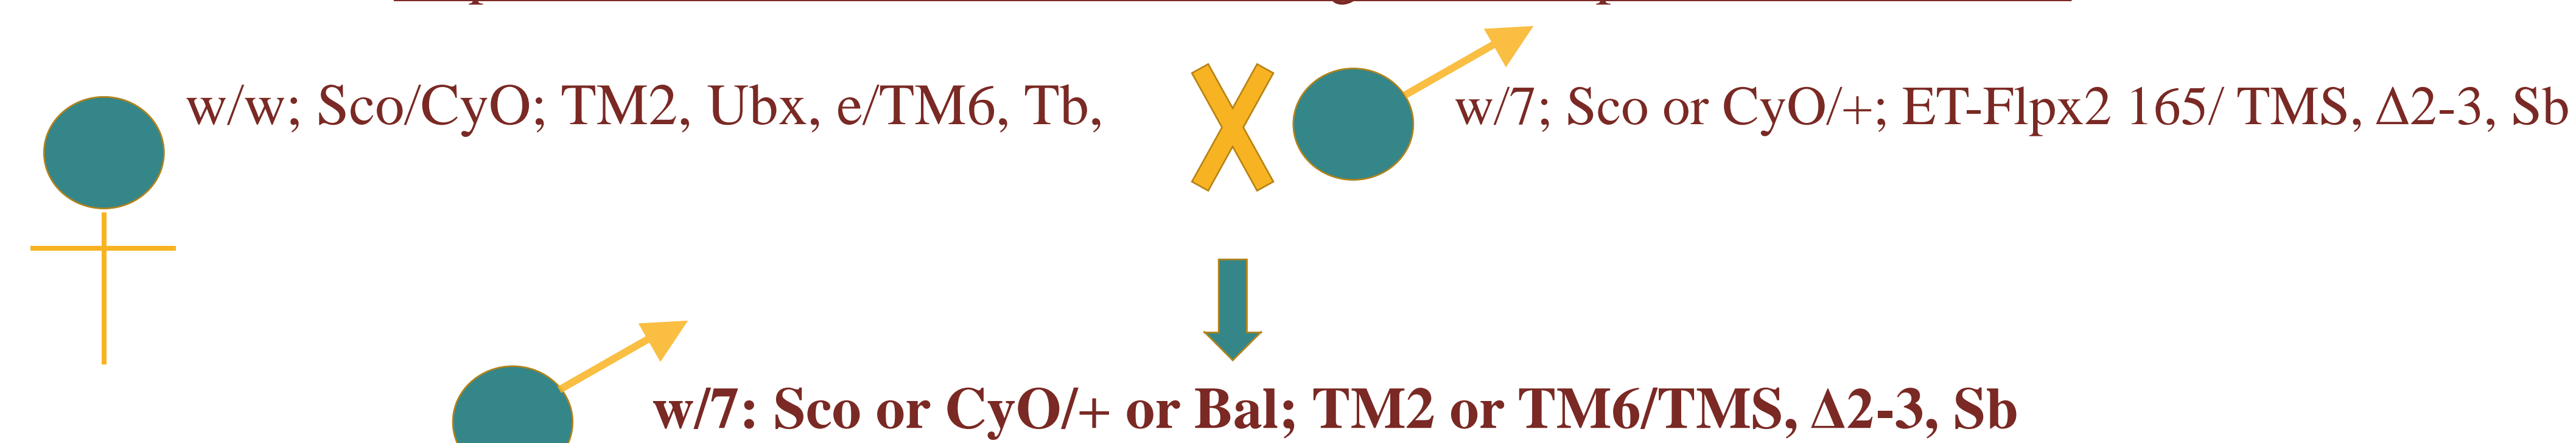 w/w; Sco/CyO; TM2, Ubx, e/TM6, Tb,
w/7; Sco or CyO/+; ET-Flpx2 165/ TMS, Δ2-3, Sb
w/7: Sco or CyO/+ or Bal; TM2 or TM6/TMS, Δ2-3, Sb